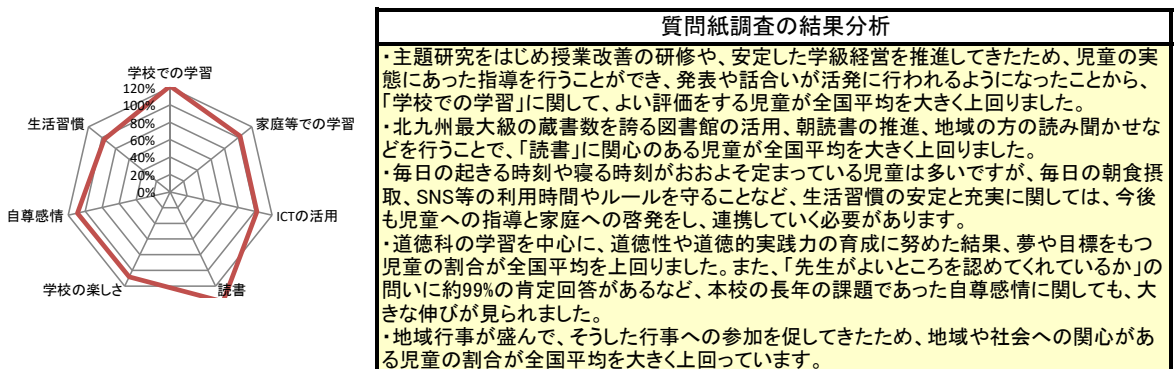 学校での学習
120%
100%
80%
60%
40%
20%
0%
家庭等での学習
ICTの活用
読書
学校の楽しさ
自尊感情
生活習慣
質問紙調査の結果分析
・主題研究をはじめ授業改善の研修や、安定した学級経営を推進してきたため、児童の実
態にあった指導を行うことができ、発表や話合いが活発に行われるようになったことから、
「学校での学習」に関して、よい評価をする児童が全国平均を大きく上回りました。
・北九州最大級の蔵書数を誇る図書館の活用、朝読書の推進、地域の方の読み聞かせな
どを行うことで、「読書」に関心のある児童が全国平均を大きく上回りました。
・毎日の起きる時刻や寝る時刻がおおよそ定まっている児童は多いですが、毎日の朝食摂
取、SNS等の利用時間やルールを守ることなど、生活習慣の安定と充実に関しては、今後
も児童への指導と家庭への啓発をし、連携していく必要があります。
・道徳科の学習を中心に、道徳性や道徳的実践力の育成に努めた結果、夢や目標をもつ
児童の割合が全国平均を上回りました。また、「先生がよいところを認めてくれているか」の
問いに約99%の肯定回答があるなど、本校の長年の課題であった自尊感情に関しても、大
きな伸びが見られました。
・地域行事が盛んで、そうした行事への参加を促してきたため、地域や社会への関心があ
る児童の割合が全国平均を大きく上回っています。